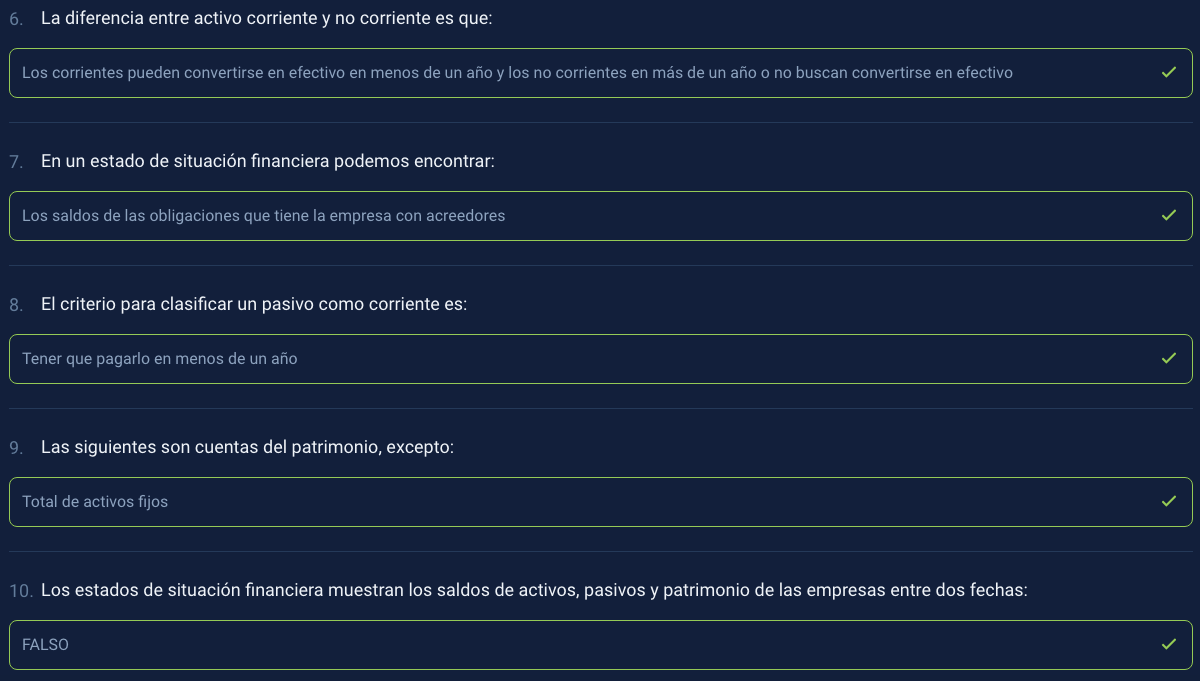 6. La diferencia entre activo corriente y no corriente es que:
Los corrientes pueden convertirse en efectivo en menos de un año y los no corrientes en más de un año o no buscan convertirse en efectivo
7. En un estado de situación financiera podemos encontrar:
Los saldos de las obligaciones que tiene la empresa con acreedores
8. El criterio para clasificar un pasivo como corriente es:
Tener que pagarlo en menos de un año
9. Las siguientes son cuentas del patrimonio, excepto:
Total de activos fijos
10. Los estados de situación financiera muestran los saldos de activos, pasivos y patrimonio de las empresas entre dos fechas:
FALSO